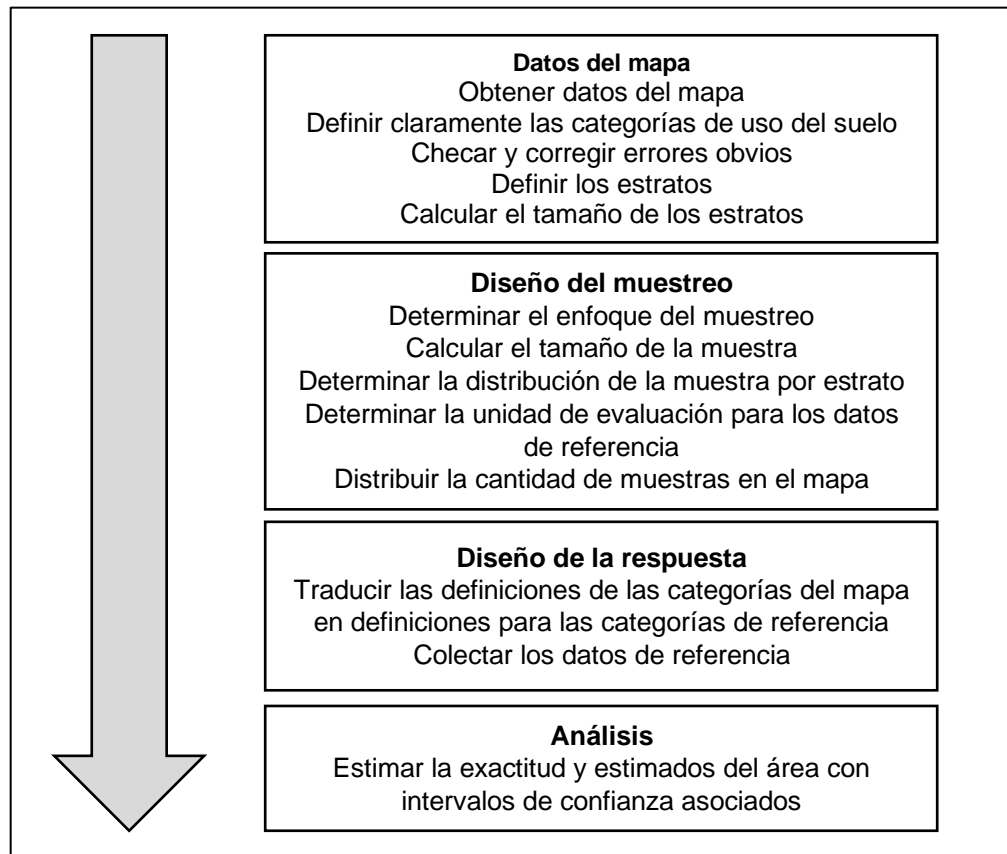 Datos del mapa
Obtener datos del mapa
Definir claramente las categorías de uso del suelo
Checar y corregir errores obvios
Definir los estratos
Calcular el tamaño de los estratos
Diseño del muestreo
Determinar el enfoque del muestreo
Calcular el tamaño de la muestra
Determinar la distribución de la muestra por estrato
Determinar la unidad de evaluación para los datos
de referencia
Distribuir la cantidad de muestras en el mapa
Diseño de la respuesta
Traducir las definiciones de las categorías del mapa
en definiciones para las categorías de referencia
Colectar los datos de referencia
Análisis
Estimar la exactitud y estimados del área con
intervalos de confianza asociados